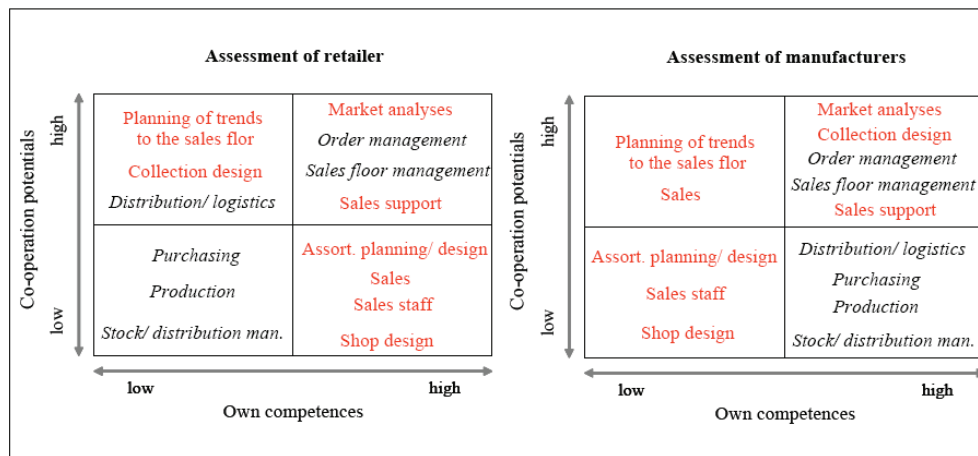 Assessment of retailer
Co-operation potentials
high
low
Planning of trends
to the sales flor
Collection design
Distribution/ logistics
Market analyses
Order management
Sales floor management
Sales support
Purchasing
Production
Stock/ distribution man.
Assort. planning/ design
Sales
Sales staff
Shop design
low
high
Own competences
Assessment of manufacturers
Co-operation potentials
high
low
Planning of trends
to the sales flor
Sales
Market analyses
Collection design
Order management
Sales floor management
Sales support
Assort. planning/ design
Sales staff
Shop design
Distribution/ logistics
Purchasing
Production
Stock/ distribution man.
low
high
Own competences